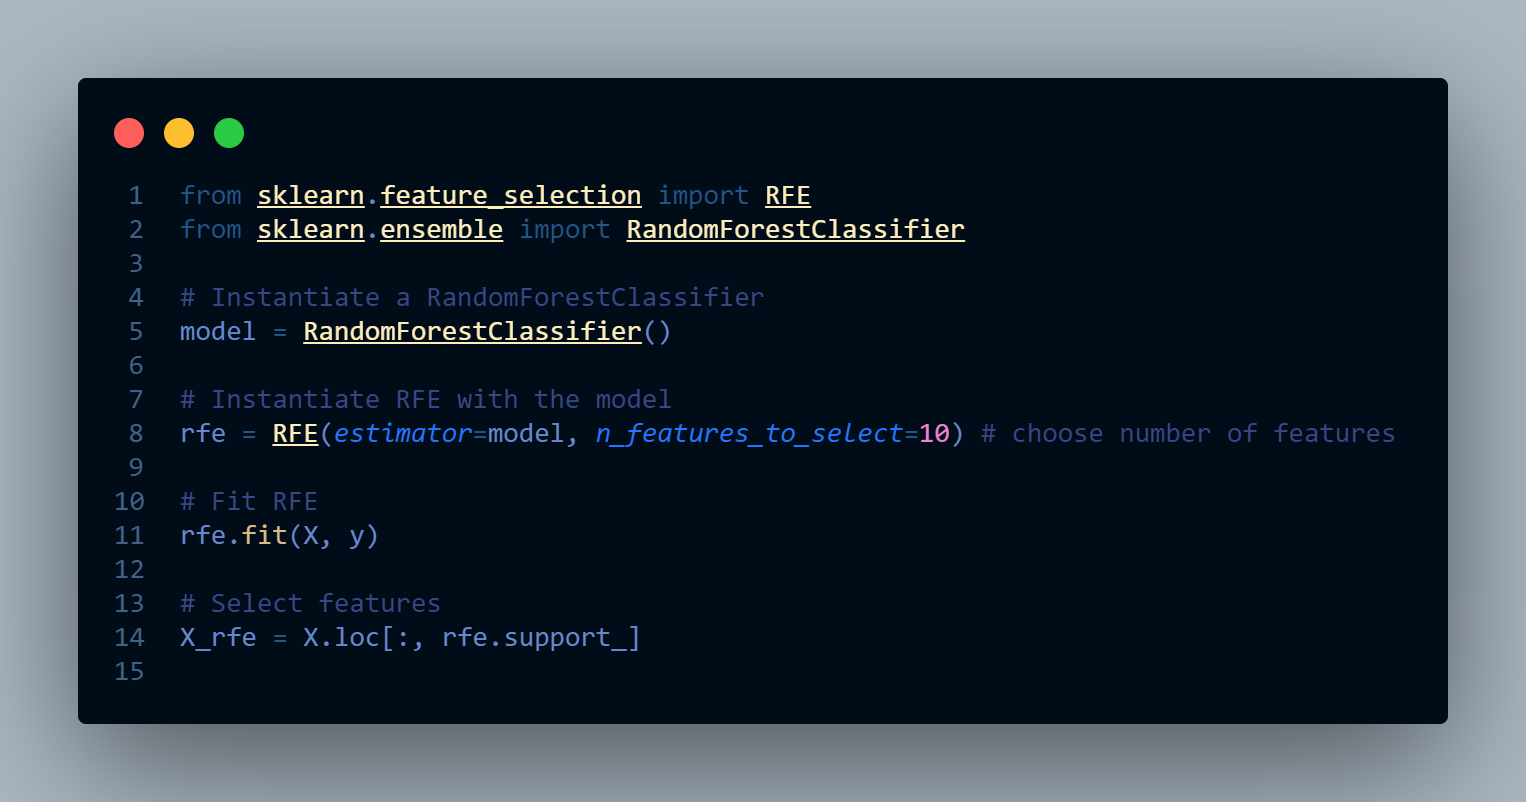 1 from sklearn.feature_selection import RFE
2 from sklearn.ensemble import RandomForestClassifier
3
4 # Instantiate a RandomForestClassifier
5 model = RandomForestClassifier()
6
7 # Instantiate RFE with the model
8 rfe = RFE(estimator=model, n_features_to_select=10) # choose number of features
9
10 # Fit RFE
11 rfe.fit(X, y)
12
13 # Select features
14 X_rfe = X.loc[:, rfe.support_]
15